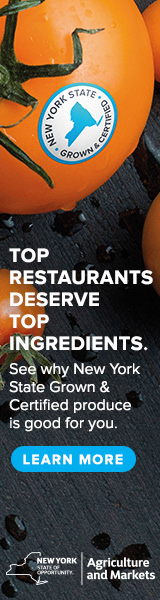 NEW YORK STATE
• GROWN & CERTIFIED •
TOP
RESTAURANTS
DESERVE
TOP
INGREDIENTS.
See why New York
State Grown &
Certified produce
is good for you.
LEARN MORE
NEW YORK
STATE OF
OPPORTUNITY.
Agriculture
and Markets